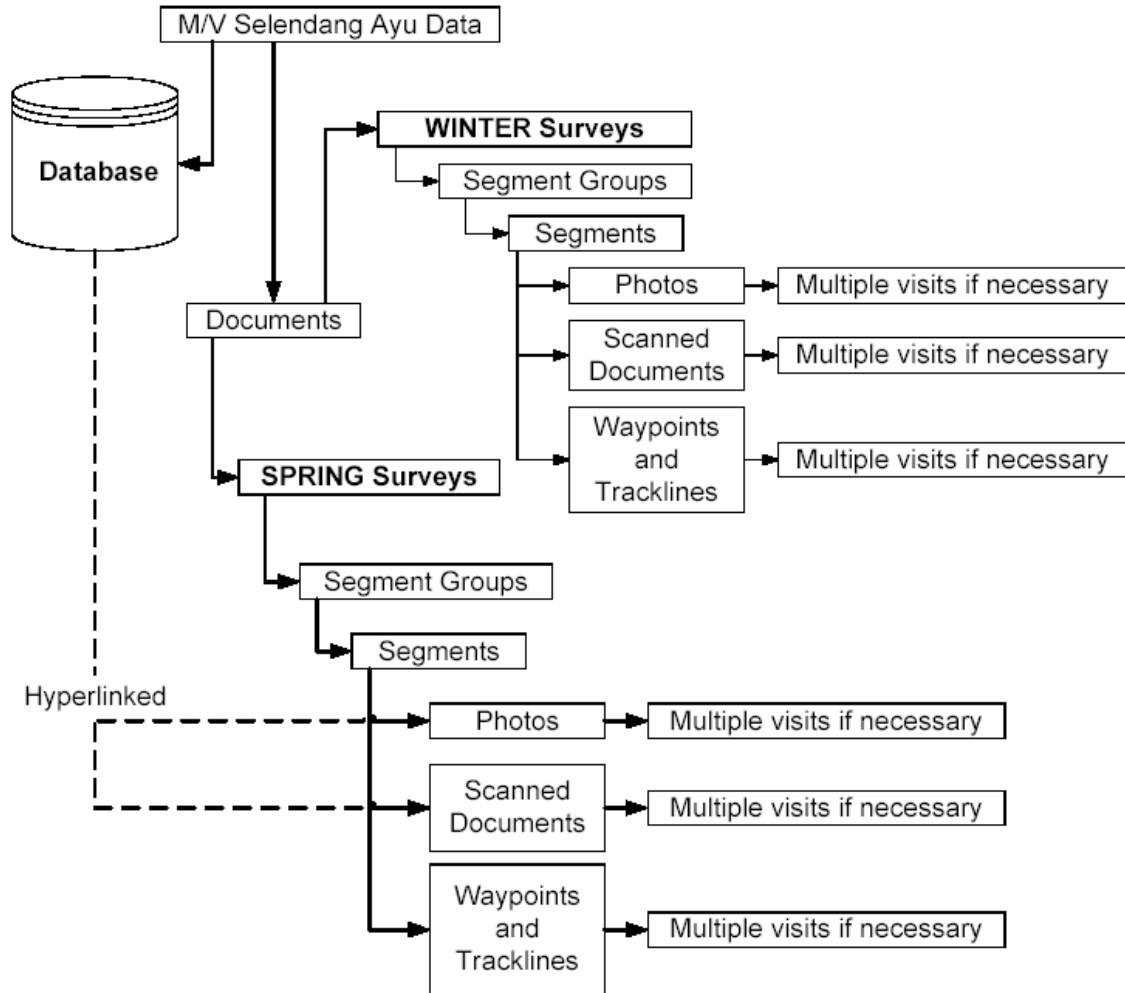 M/V Selendang Ayu Data
Database
WINTER Surveys
Segment Groups
Segments
Photos
Multiple visits if necessary
Scanned
Documents
Multiple visits if necessary
Waypoints
and
Tracklines
Multiple visits if necessary
Documents
SPRING Surveys
Segment Groups
Segments
Hyperlinked
Photos
Multiple visits if necessary
Scanned
Documents
Multiple visits if necessary
Waypoints
and
Tracklines
Multiple visits if necessary